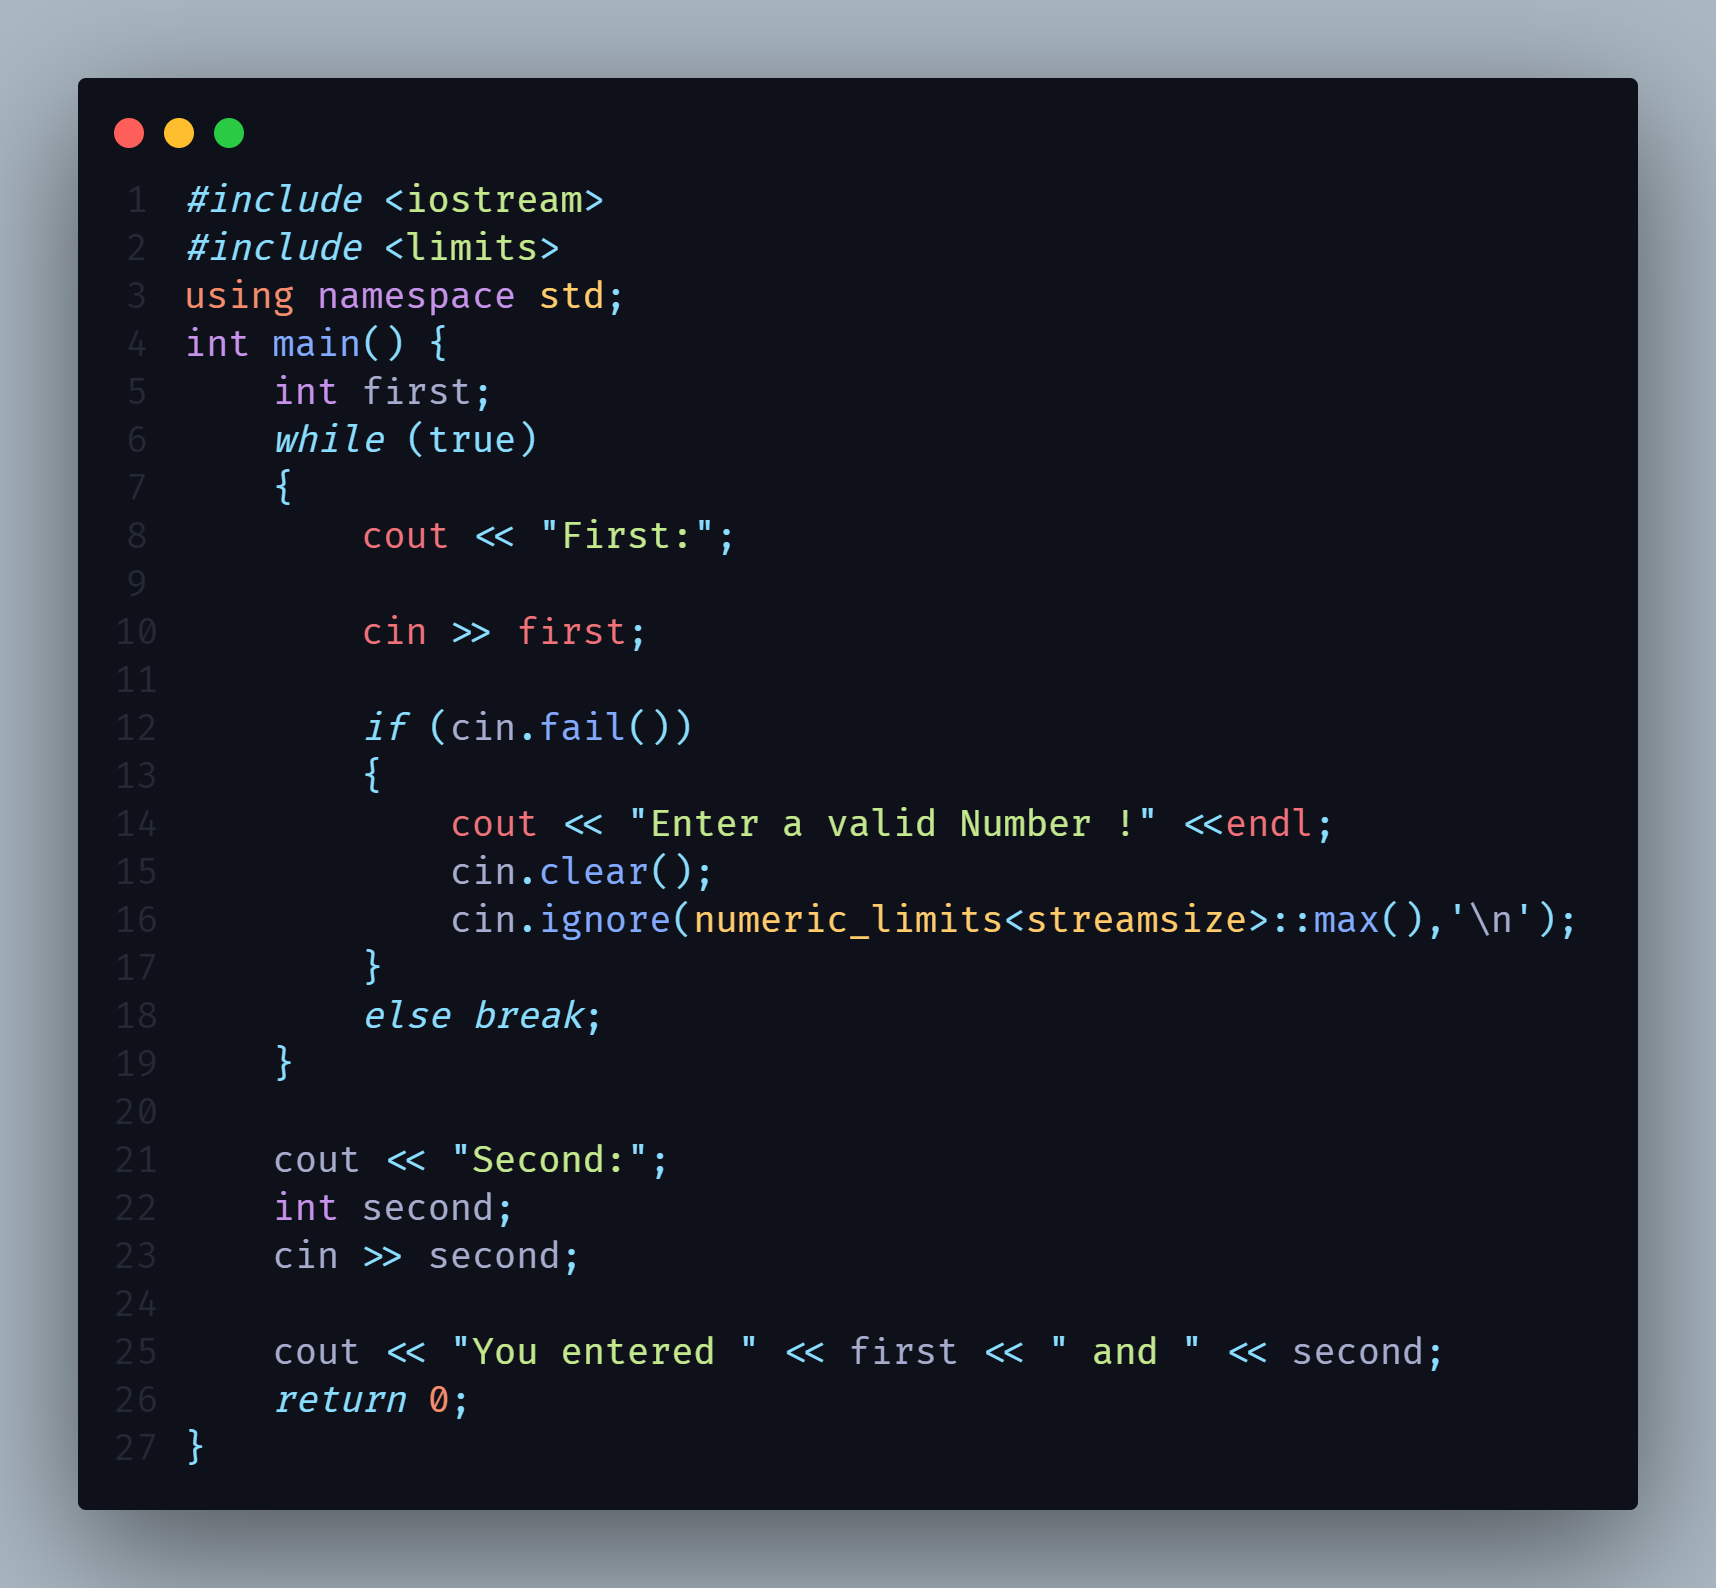 1 #include <iostream>
2 #include <limits>
3 using namespace std;
4 int main() {
5     int first;
6     while (true)
7     {
8         cout << "First:";
9
10         cin >> first;
11
12         if (cin.fail())
13         {
14             cout << "Enter a valid Number !" <<endl;
15             cin.clear();
16             cin.ignore(numeric_limits<streamsize>::max(),'\n');
17         }
18         else break;
19     }
20
21     cout << "Second:";
22     int second;
23     cin >> second;
24
25     cout << "You entered " << first << " and " << second;
26     return 0;
27 }